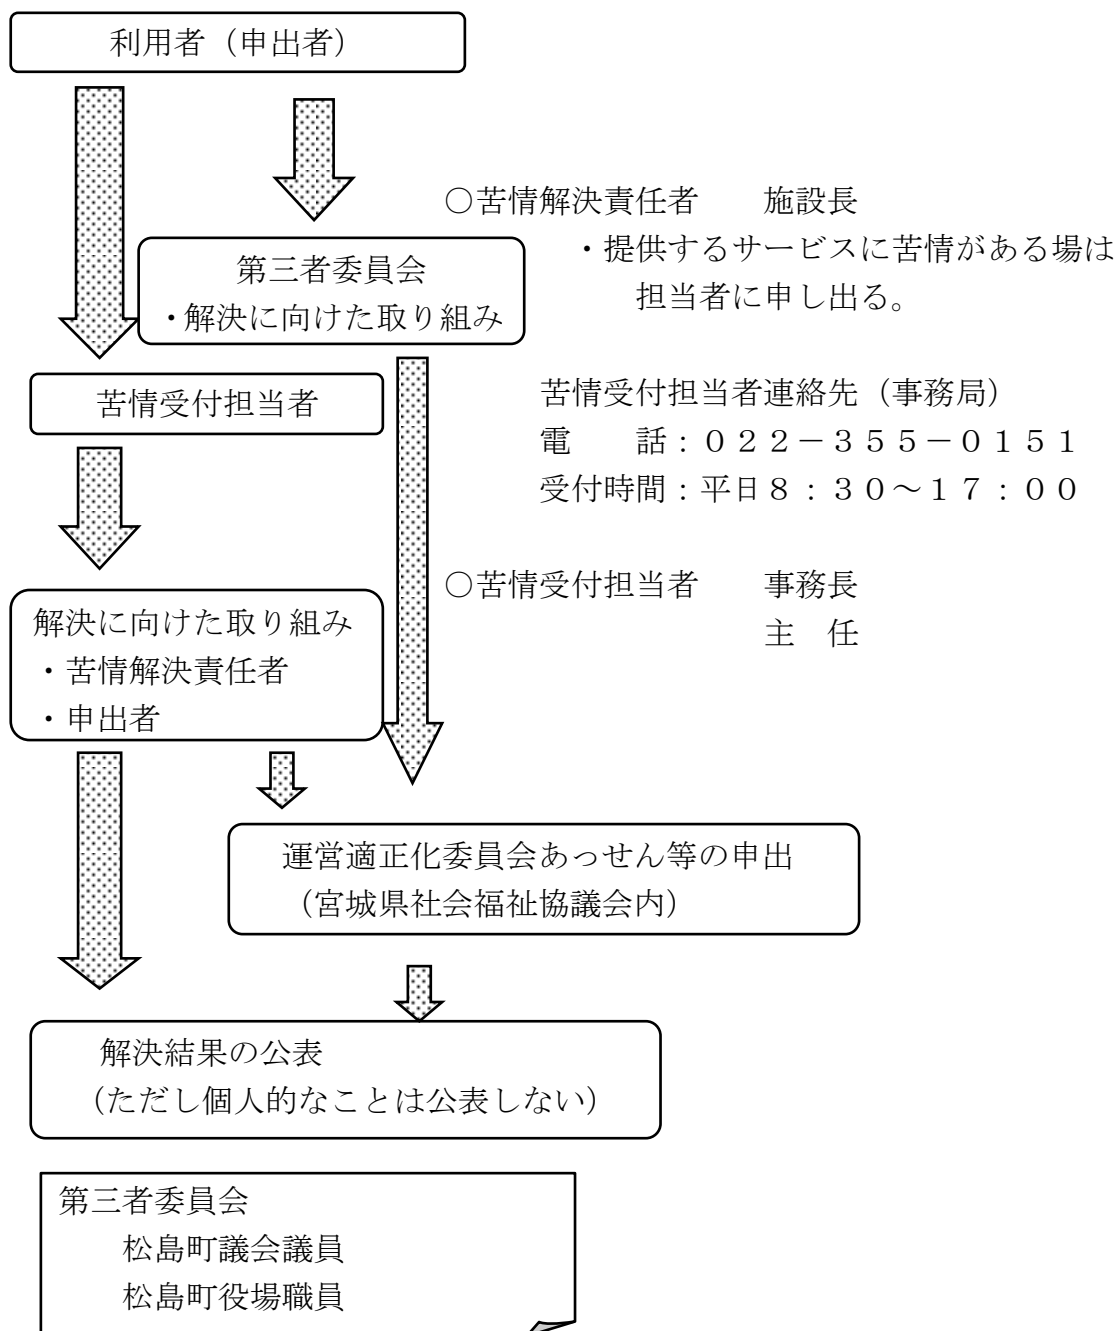 利用者（申出者）
○苦情解決責任者　　施設長
・提供するサービスに苦情がある場は
担当者に申し出る。
第三者委員会
・解決に向けた取り組み
苦情受付担当者
苦情受付担当者連絡先（事務局）
電　　話：０２２－３５５－０１５１
受付時間：平日８：３０～１７：００
○苦情受付担当者　　事務長
主　任
解決に向けた取り組み
・苦情解決責任者
・申出者
運営適正化委員会あっせん等の申出
（宮城県社会福祉協議会内）
解決結果の公表
（ただし個人的なことは公表しない）
第三者委員会
松島町議会議員
松島町役場職員